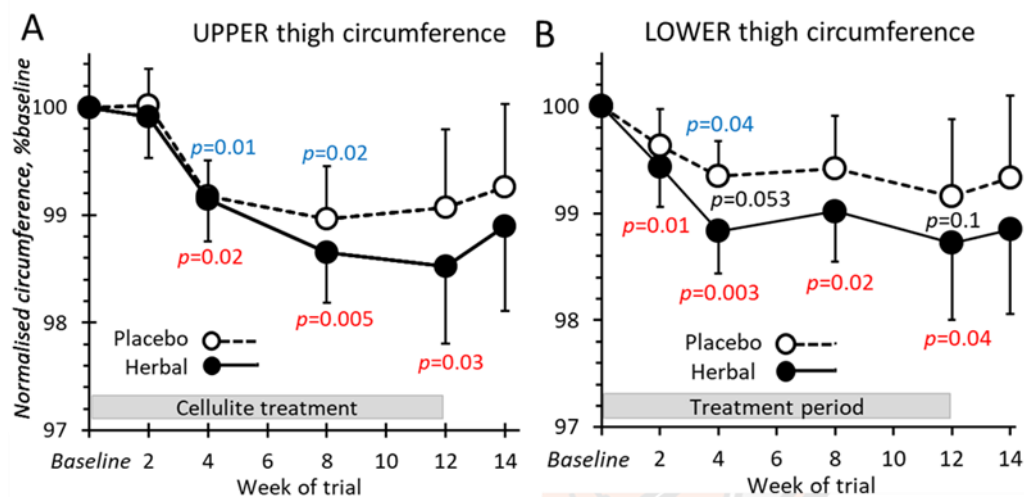 A
UPPER thigh circumference
Normalised circumference, %baseline
100
99
98
97
p=0.01
p=0.02
p=0.02
p=0.005
p=0.03
Placebo
Herbal
Cellulite treatment
Baseline 2 4 6 8 10 12 14
Week of trial
B
LOWER thigh circumference
100
99
98
97
p=0.04
p=0.053
p=0.01
p=0.1
p=0.003
p=0.02
p=0.04
Placebo
Herbal
Treatment period
Baseline 2 4 6 8 10 12 14
Week of trial